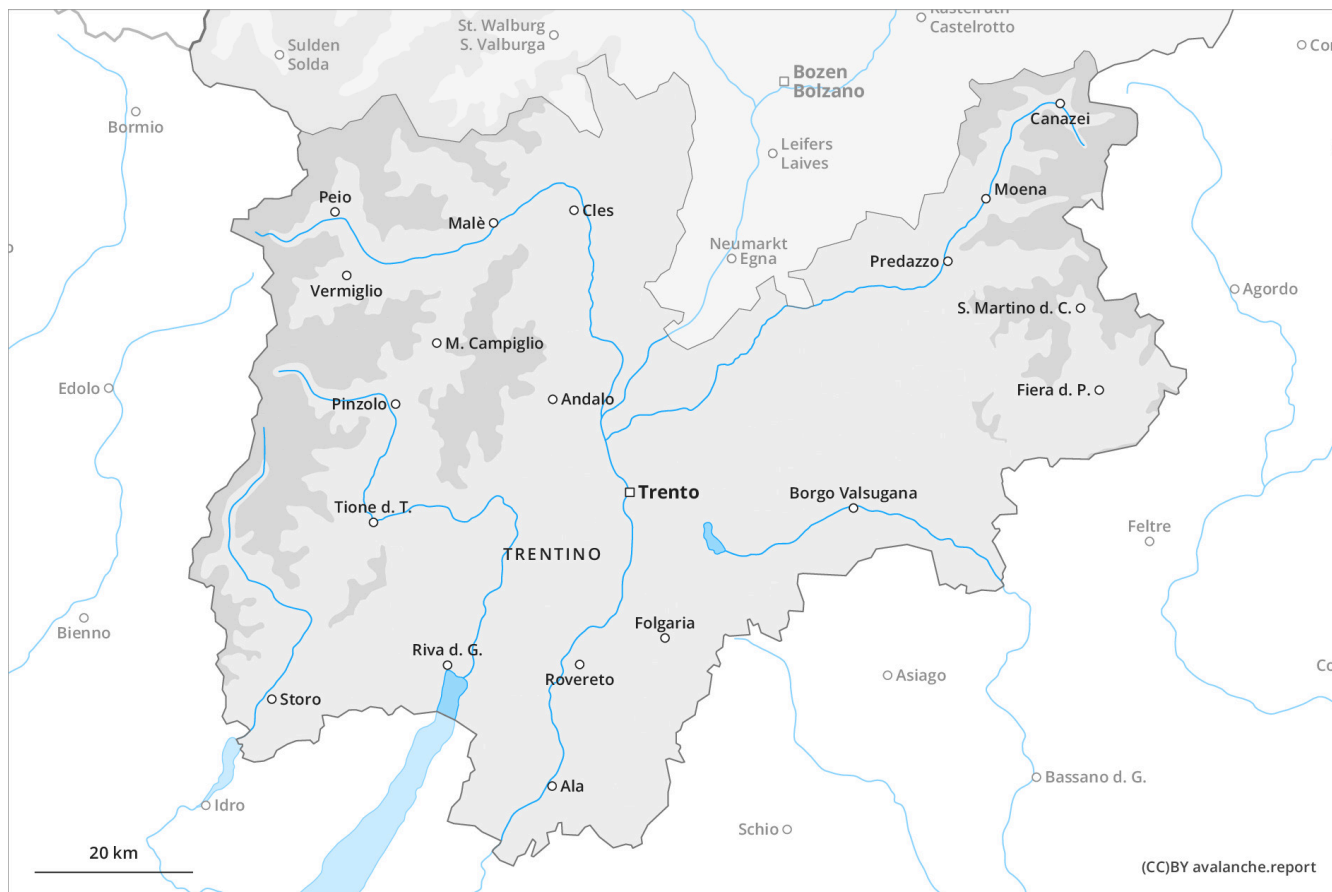 Castelrotto
St. Walburg
S. Valburga
Sulden
Solda
Bozen
Bolzano
Bormio
Canazei
Leifers
Laives
Peio
Moena
Malè
Cles
Neumarkt
Egna
Predazzo
Vermiglio
Agordo
S. Martino d. C.
M. Campiglio
Edolo
Pinzolo
Andalo
Fiera d. P.
Trento
Borgo Valsugana
Tione d. T.
Feltre
TRENTINO
Bienno
Folgaria
Riva d. G.
Rovereto
Asiago
Storo
Ala
Bassano d. G.
Idro
Schio
20 km
(CC)BY avalanche.report